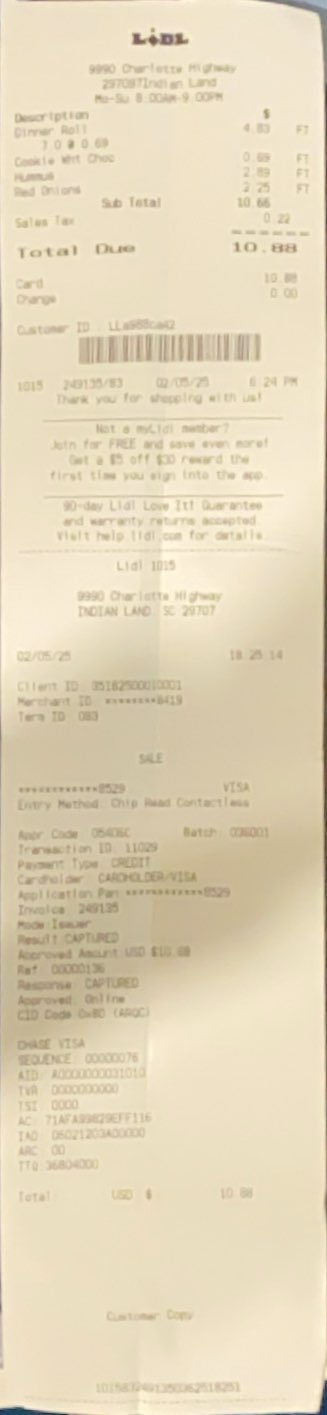 LIDL
9990 Charlotte Highway
29709?Indian Land
Mo-Su 8:00AM-9:00PM
Description $
Dinner Roll 4.83 FT
7.0 @ 0.69
Cookie Wht Choc 0.69 FT
Hummus 2.89 FT
Red Onions 2.25 FT
Sub Total 10.66
Sales Tax 0.22
Total Due 10.88
Card 10.88
Change 0.00
Customer ID:
1015 249135/83 02/05/25 6:24 PM
Thank you for shopping with us!
Not a myLidl member?
Join for FREE and save even more!
Get a $5 off $30 reward the
first time you sign into the app.
90-day Lidl Love It! Guarantee
and warranty returns accepted
Visit help.lidl.com for details.
Lidl 1015
9990 Charlotte Highway
INDIAN LAND, SC 29707
02/05/25 18:25:14
Client ID:
Merchant ID: ********8419
Term ID: 083
SALE
************8529 VISA
Entry Method: Chip Read Contactless
Appr Code: 05406C Batch: 036001
Transaction ID: 11029
Payment Type: CREDIT
Cardholder: CARDHOLDER/VISA
Application Pan:************8529
Invoice: 249135
Mode:Issuer
Result:CAPTURED
Approved Amount:USD $10.88
Ref: 00000136
Response: CAPTURED
Approved: Online
CID Code 0x80 (ARQC)
CHASE VISA
SEQUENCE: 00000076
AID: A0000000031010
TVR: 0000000000
TSI: 0000
AC: 71AFA99829EFF116
IAD: 06021203A00000
ARC: 00
TTQ:36804000
Total: USD $ 10.88
Customer Copy